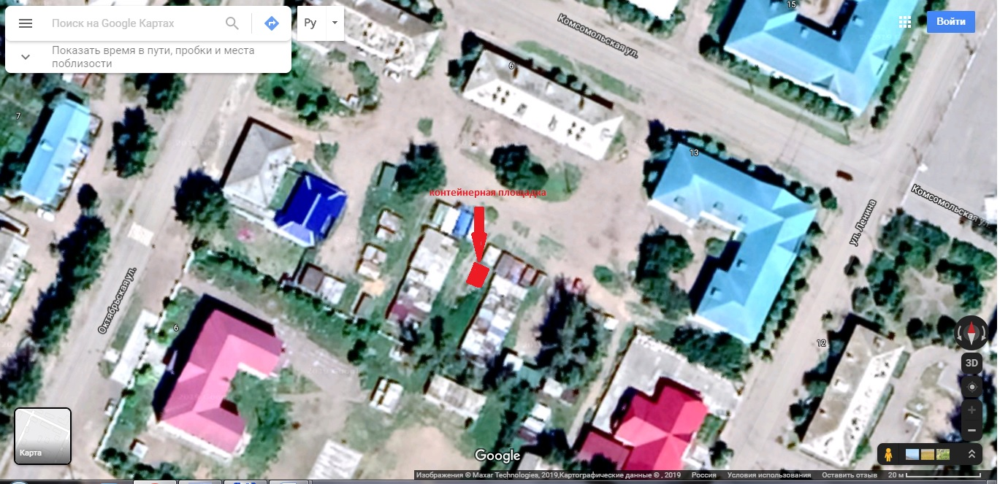 Поиск на Google Картах
Ру
Показать время в пути, пробки и места
поблизости
Войти
15
Комсомольская ул.
6
7
13
контейнерная площадка
Комсомольская ул.
ул. Ленина
Октябрьская ул.
6
12
3D
Карта
Google
Изображения © Maxar Technologies, 2019,Картографические данные © , 2019 Россия Условия использования Оставить отзыв 20 м